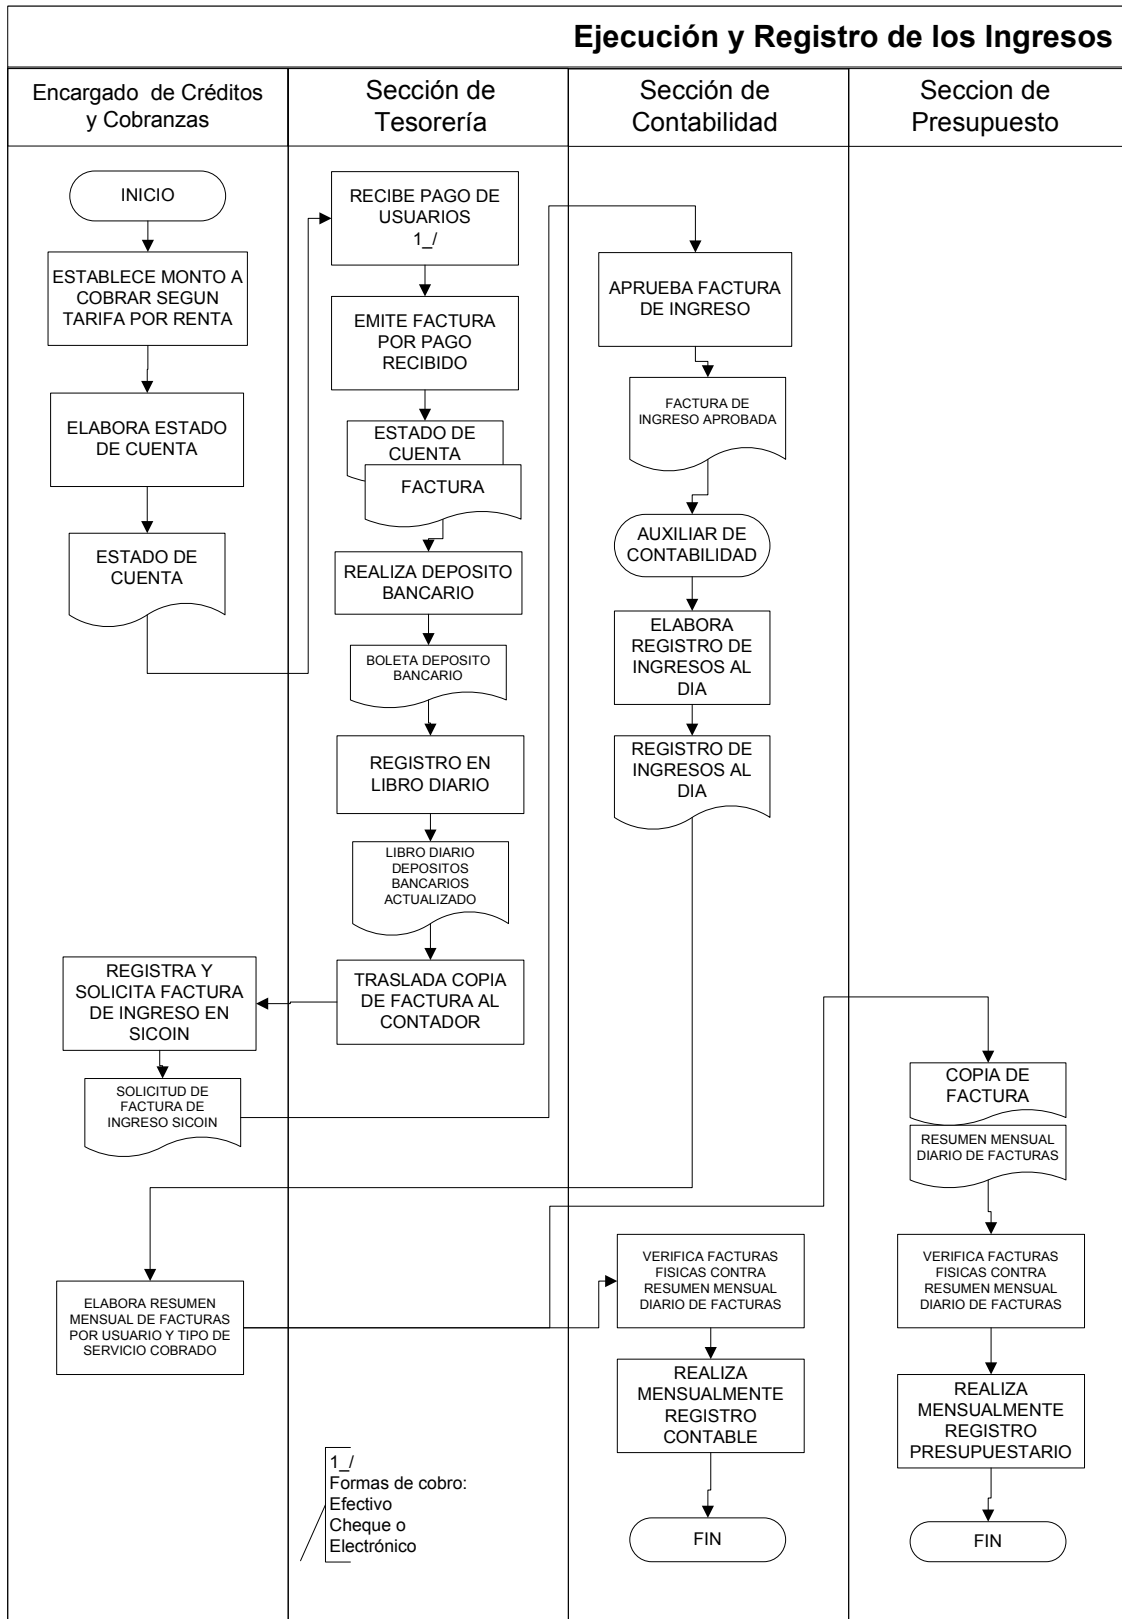 Ejecución y Registro de los Ingresos
Encargado de Créditos
y Cobranzas
Sección de
Tesorería
Sección de
Contabilidad
Seccion de
Presupuesto
INICIO
ESTABLECE MONTO A
COBRAR SEGUN
TARIFA POR RENTA
ELABORA ESTADO
DE CUENTA
ESTADO DE
CUENTA
RECIBE PAGO DE
USUARIOS
1_/
EMITE FACTURA
POR PAGO
RECIBIDO
ESTADO DE
CUENTA
FACTURA
REALIZA DEPOSITO
BANCARIO
BOLETA DEPOSITO
BANCARIO
REGISTRO EN
LIBRO DIARIO
LIBRO DIARIO
DEPOSITOS
BANCARIOS
ACTUALIZADO
TRASLADA COPIA
DE FACTURA AL
CONTADOR
REGISTRA Y
SOLICITA FACTURA
DE INGRESO EN
SICOIN
SOLICITUD DE
FACTURA DE
INGRESO SICOIN
APRUEBA FACTURA
DE INGRESO
FACTURA DE
INGRESO APROBADA
AUXILIAR DE
CONTABILIDAD
ELABORA
REGISTRO DE
INGRESOS AL
DIA
REGISTRO DE
INGRESOS AL
DIA
ELABORA RESUMEN
MENSUAL DE FACTURAS
POR USUARIO Y TIPO DE
SERVICIO COBRADO
VERIFICA FACTURAS
FISICAS CONTRA
RESUMEN MENSUAL
DIARIO DE FACTURAS
REALIZA
MENSUALMENTE
REGISTRO
CONTABLE
FIN
COPIA DE
FACTURA
RESUMEN MENSUAL
DIARIO DE FACTURAS
VERIFICA FACTURAS
FISICAS CONTRA
RESUMEN MENSUAL
DIARIO DE FACTURAS
REALIZA
MENSUALMENTE
REGISTRO
PRESUPUESTARIO
FIN
1_/
Formas de cobro:
Efectivo
Cheque o
Electrónico